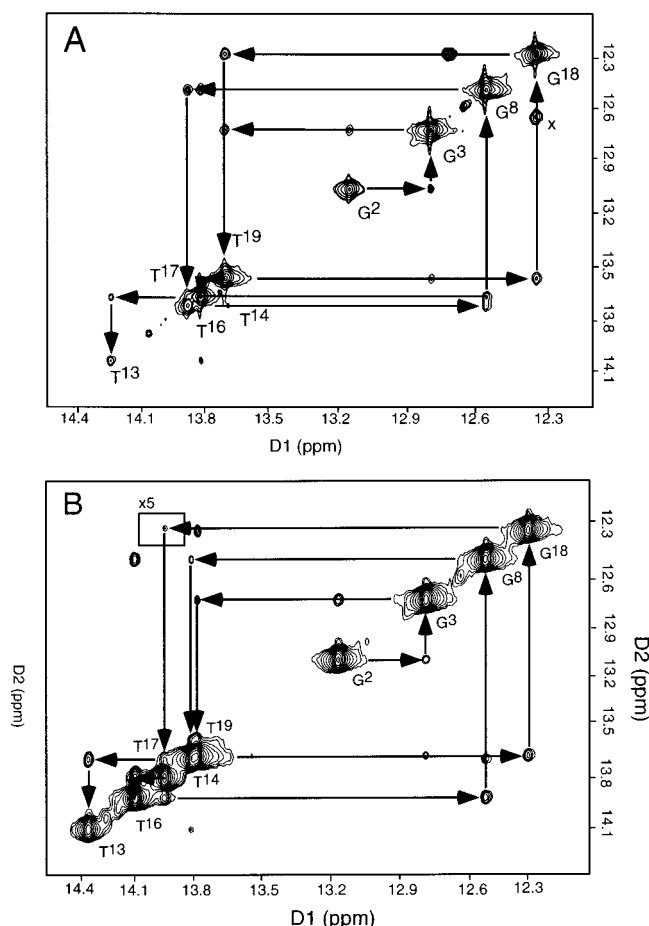 A
G18
G8
x
G3
G2
T19
T17
T16
T14
T13
12.3
12.6
12.9
13.2
13.5
13.8
14.1
14.4 14.1 13.8 13.5 13.2 12.9 12.6 12.3
D1 (ppm)
B
x5
G18
G8
G3
G2
T19
T17
T14
T16
T13
12.3
12.6
12.9
13.2
13.5
13.8
14.1
D2 (ppm)
D2 (ppm)
14.4 14.1 13.8 13.5 13.2 12.9 12.6 12.3
D1 (ppm)